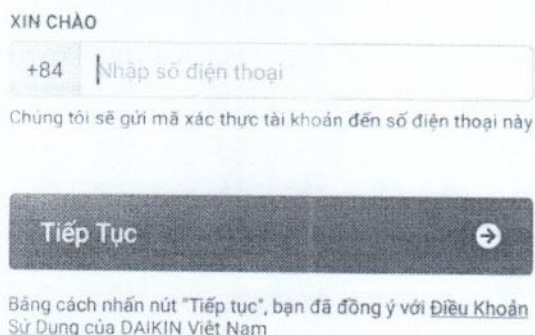 XIN CHÀO
+84 Nhập số điện thoại
Chúng tôi sẽ gửi mã xác thực tài khoản đến số điện thoại này
Tiếp Tục
Bằng cách nhấn nút "Tiếp tục", bạn đã đồng ý với Điều Khoản
Sử Dụng của DAIKIN Việt Nam